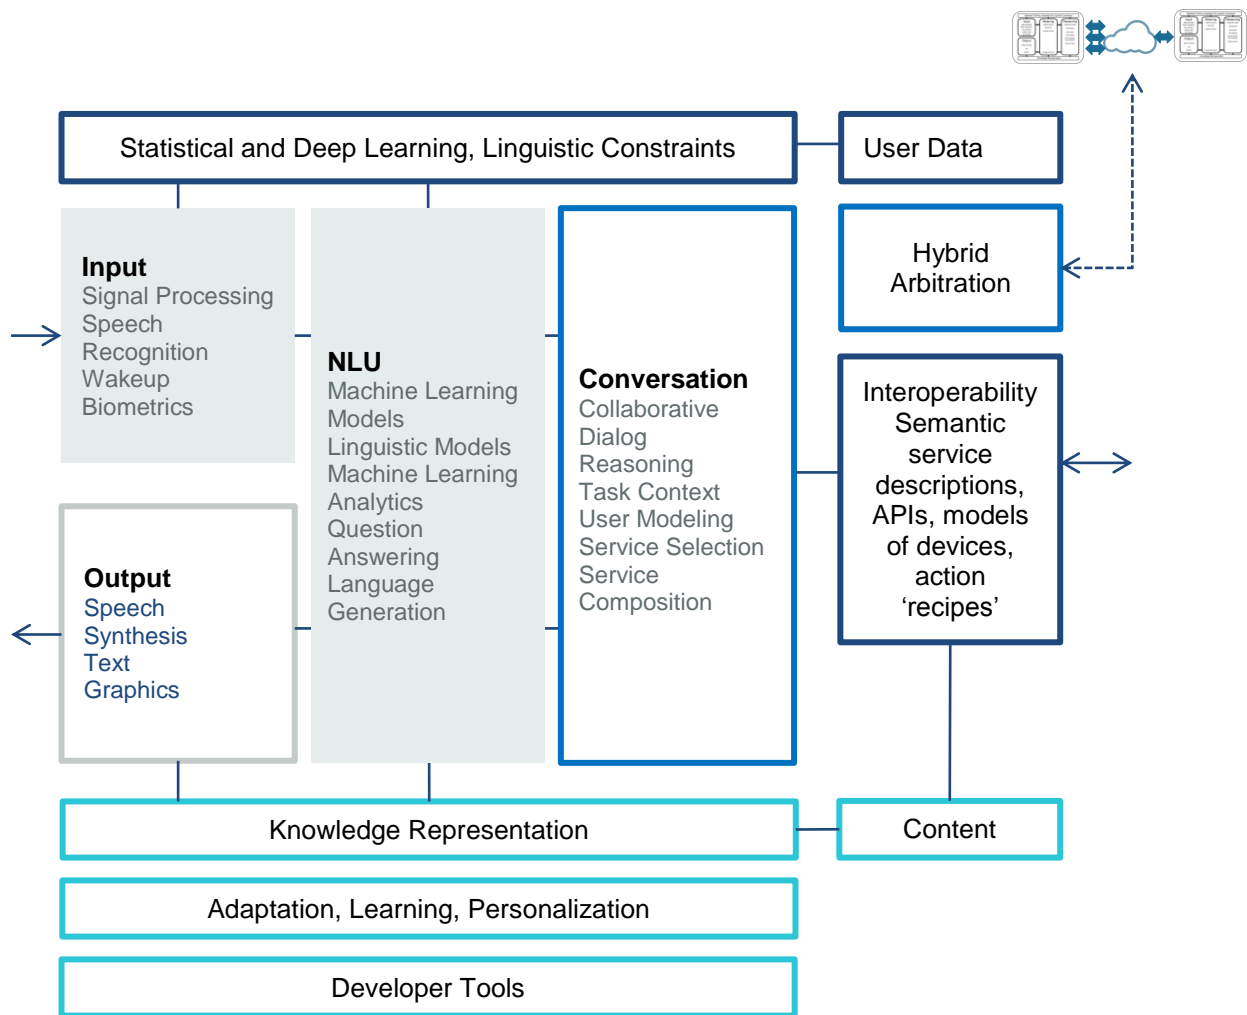 Statistical and Deep Learning, Linguistic Constraints
User Data
Input
Signal Processing
Speech
Recognition
Wakeup
Biometrics
NLU
Machine Learning
Models
Linguistic Models
Machine Learning
Analytics
Question
Answering
Language
Generation
Conversation
Collaborative
Dialog
Reasoning
Task Context
User Modeling
Service Selection
Service
Composition
Hybrid
Arbitration
Interoperability
Semantic
service
descriptions,
APIs, models
of devices,
action
‘recipes’
Output
Speech
Synthesis
Text
Graphics
Knowledge Representation
Content
Adaptation, Learning, Personalization
Developer Tools